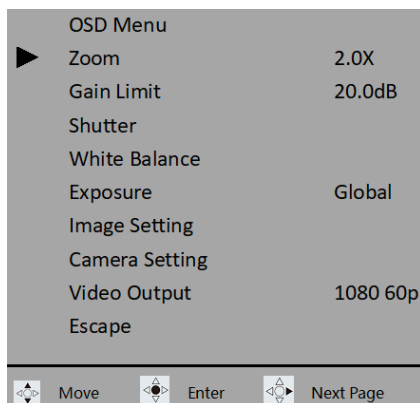 OSD Menu
Zoom 2.0X
Gain Limit 20.0dB
Shutter
White Balance
Exposure Global
Image Setting
Camera Setting
Video Output 1080 60p
Escape
Move Enter Next Page